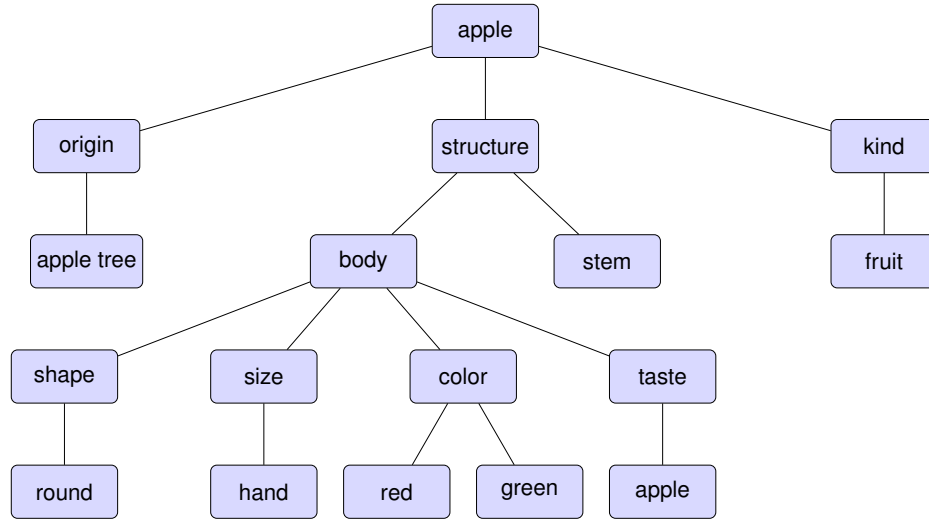 apple
origin
structure
kind
apple tree
body
stem
fruit
shape
size
color
taste
round
hand
red
green
apple